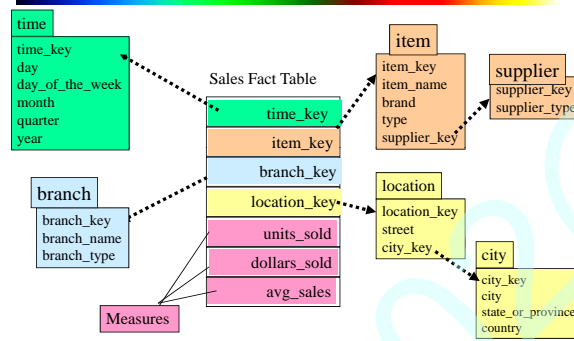 time
time_key
day
day_of_the_week
month
quarter
year
Sales Fact Table
time_key
item_key
branch_key
location_key
units_sold
dollars_sold
avg_sales
Measures
branch
branch_key
branch_name
branch_type
item
item_key
item_name
brand
type
supplier_key
supplier
supplier_key
supplier_type
location
location_key
street
city_key
city
city_key
city
state_or_province
country